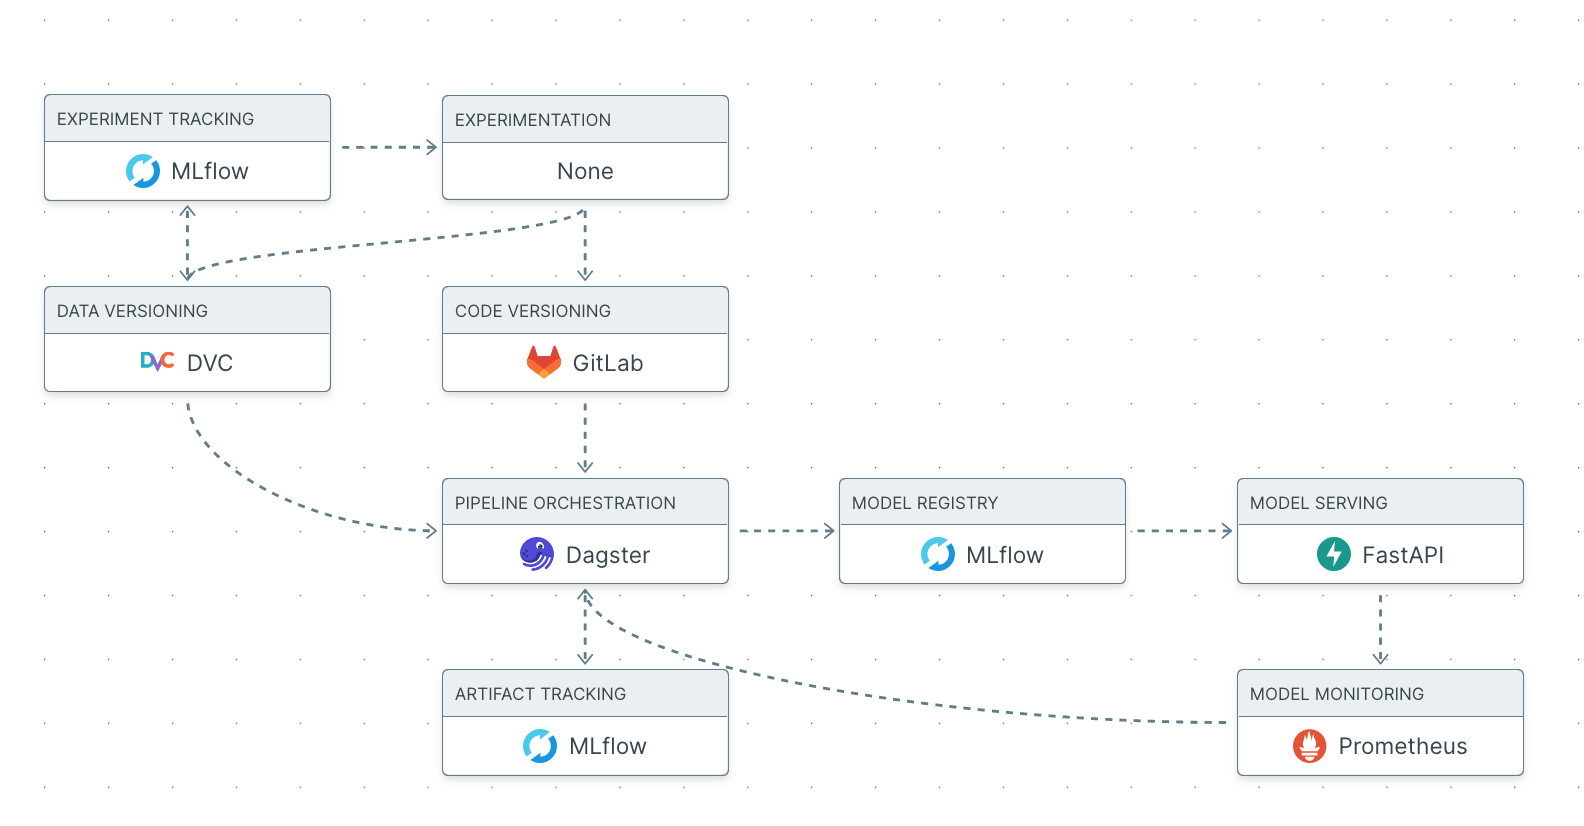 EXPERIMENT TRACKING
MLflow
EXPERIMENTATION
None
DATA VERSIONING
DVC DVC
CODE VERSIONING
GitLab
PIPELINE ORCHESTRATION
Dagster
MODEL REGISTRY
MLflow
MODEL SERVING
FastAPI
ARTIFACT TRACKING
MLflow
MODEL MONITORING
Prometheus